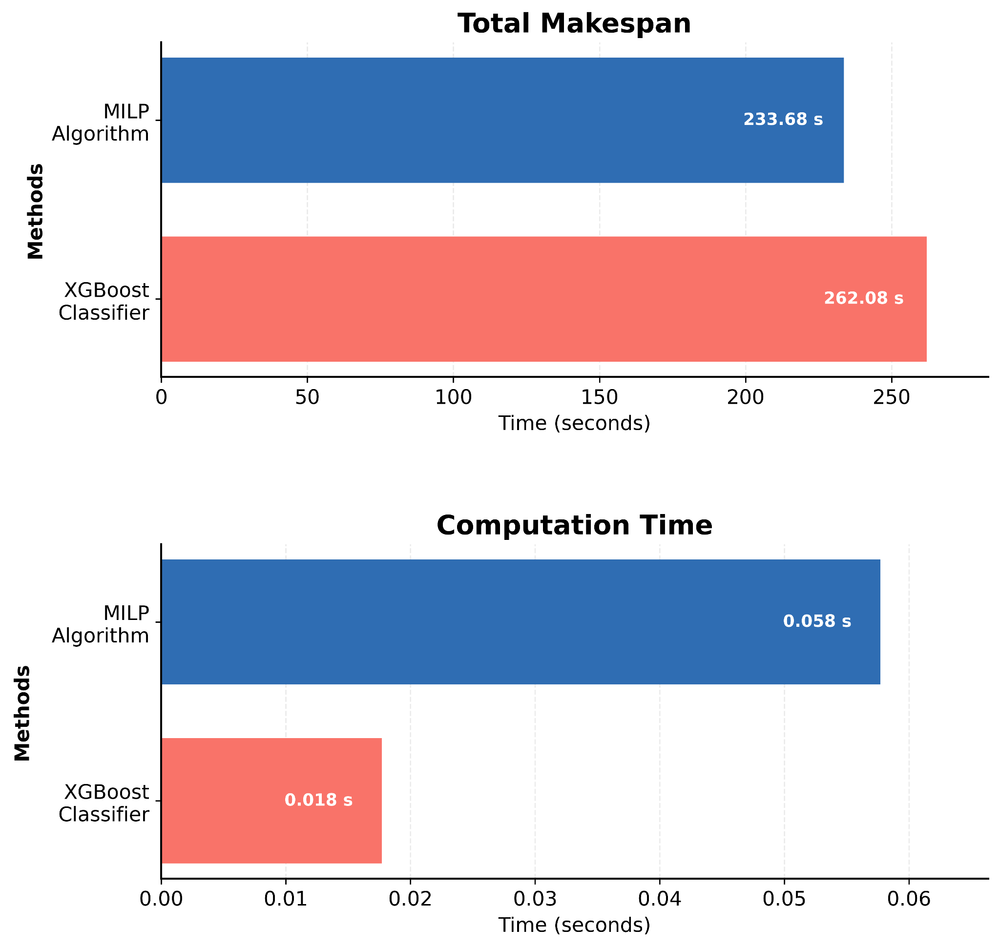 Total Makespan
Methods
MILP
Algorithm
233.68 s
XGBoost
Classifier
262.08 s
0 50 100 150 200 250
Time (seconds)
Computation Time
Methods
MILP
Algorithm
0.058 s
XGBoost
Classifier
0.018 s
0.00 0.01 0.02 0.03 0.04 0.05 0.06
Time (seconds)